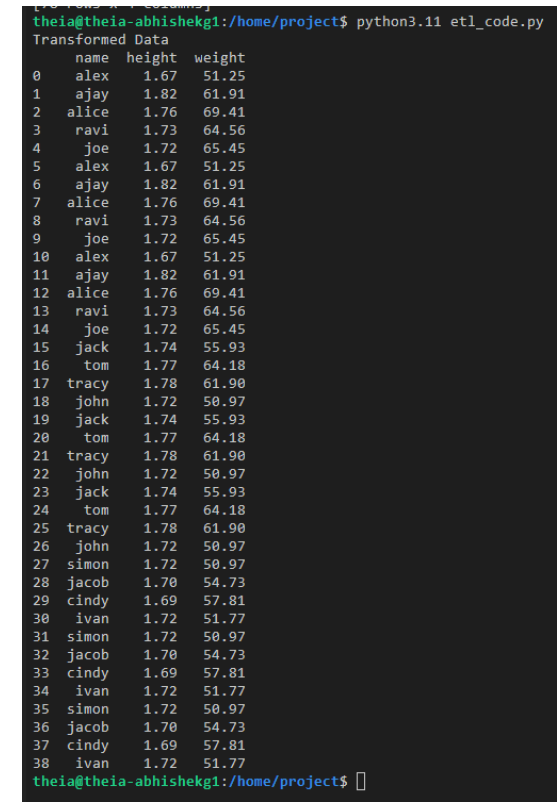 [78 rows x 4 columns]
theia@theia-abhishekg1:/home/project$ python3.11 etl_code.py
Transformed Data
name height weight
0 alex 1.67 51.25
1 ajay 1.82 61.91
2 alice 1.76 69.41
3 ravi 1.73 64.56
4 joe 1.72 65.45
5 alex 1.67 51.25
6 ajay 1.82 61.91
7 alice 1.76 69.41
8 ravi 1.73 64.56
9 joe 1.72 65.45
10 alex 1.67 51.25
11 ajay 1.82 61.91
12 alice 1.76 69.41
13 ravi 1.73 64.56
14 joe 1.72 65.45
15 jack 1.74 55.93
16 tom 1.77 64.18
17 tracy 1.78 61.90
18 john 1.72 50.97
19 jack 1.74 55.93
20 tom 1.77 64.18
21 tracy 1.78 61.90
22 john 1.72 50.97
23 jack 1.74 55.93
24 tom 1.77 64.18
25 tracy 1.78 61.90
26 john 1.72 50.97
27 simon 1.72 50.97
28 jacob 1.70 54.73
29 cindy 1.69 57.81
30 ivan 1.72 51.77
31 simon 1.72 50.97
32 jacob 1.70 54.73
33 cindy 1.69 57.81
34 ivan 1.72 51.77
35 simon 1.72 50.97
36 jacob 1.70 54.73
37 cindy 1.69 57.81
38 ivan 1.72 51.77
theia@theia-abhishekg1:/home/project$